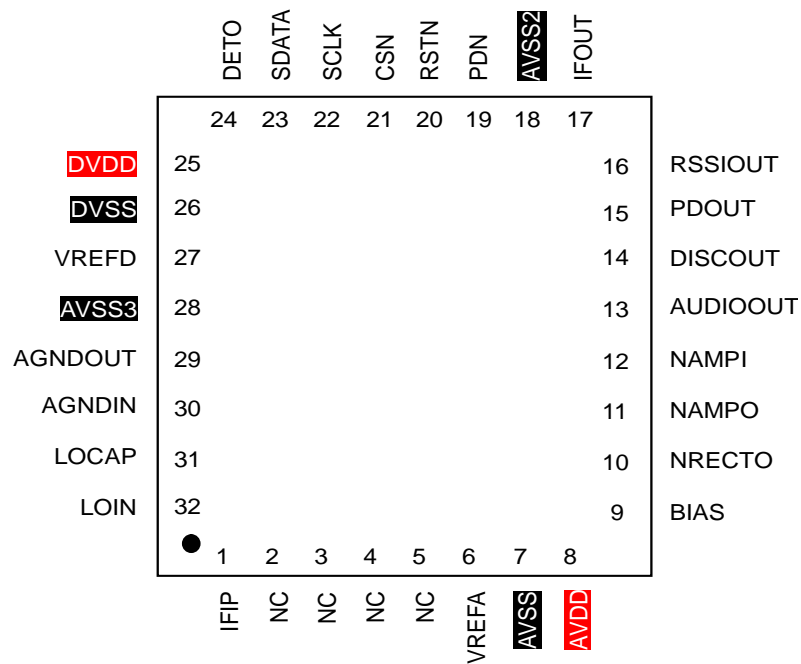 DETO SDATA SCLK CSN RSTN PDN AVSS2 IFOUT
24 23 22 21 20 19 18 17
DVDD 25 16 RSSIOUT
DVSS 26 15 PDOUT
VREFD 27 14 DISCOUT
AVSS3 28 13 AUDIOOUT
AGNDOUT 29 12 NAMPI
AGNDIN 30 11 NAMPO
LOCAP 31 10 NRECTO
LOIN 32 9 BIAS
1 2 3 4 5 6 7 8
IFIP NC NC NC NC VREFA AVSS AVDD